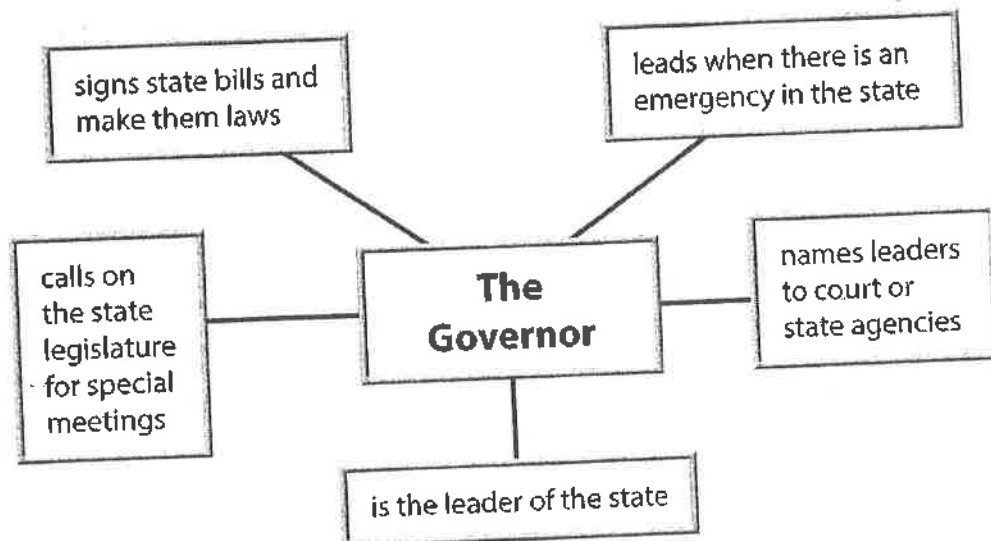 signs state bills and
make them laws
leads when there is an
emergency in the state
calls on
the state
legislature
for special
meetings
The
Governor
names leaders
to court or
state agencies
is the leader of the state